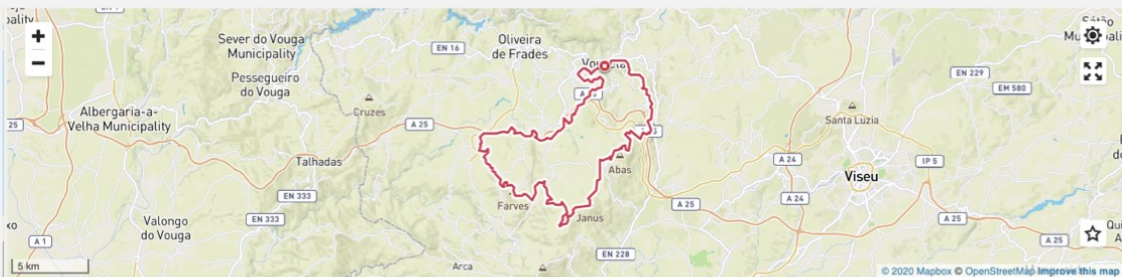 EN 16
Sever do Vouga
Municipality
Oliveira
de Frades
Pessegueiro
do Vouga
EN 229
EM 580
Albergaria-a-
Velha Municipality
Cruzes
25
A 25
Santa Luzia
Talhadas
A 24
IP 5
Abas
Viseu
EN 333
A 24
Farves
Janus
A 25
A 25
Valongo
do Vouga
EN 333
A 1
EN 228
A 25
5 km
Arca
© 2020 Mapbox © OpenStreetMap Improve this map